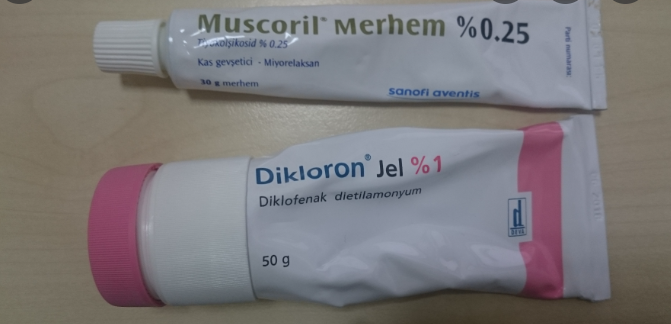 Muscoril® Merhem %0.25
Tiyokolşikosid % 0.25
Kas gevşetici - Miyorelaksan
30 g merhem
sanofi aventis
Dikloron® Jel %1
Diklofenak dietilamonyum
50 g
DEVA